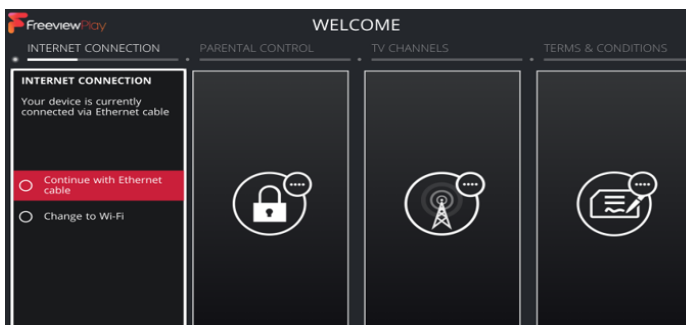 FreeviewPlay
WELCOME
INTERNET CONNECTION
PARENTAL CONTROL
TV CHANNELS
TERMS & CONDITIONS
INTERNET CONNECTION
Your device is currently
connected via Ethernet cable
Continue with Ethernet
cable
Change to Wi-Fi